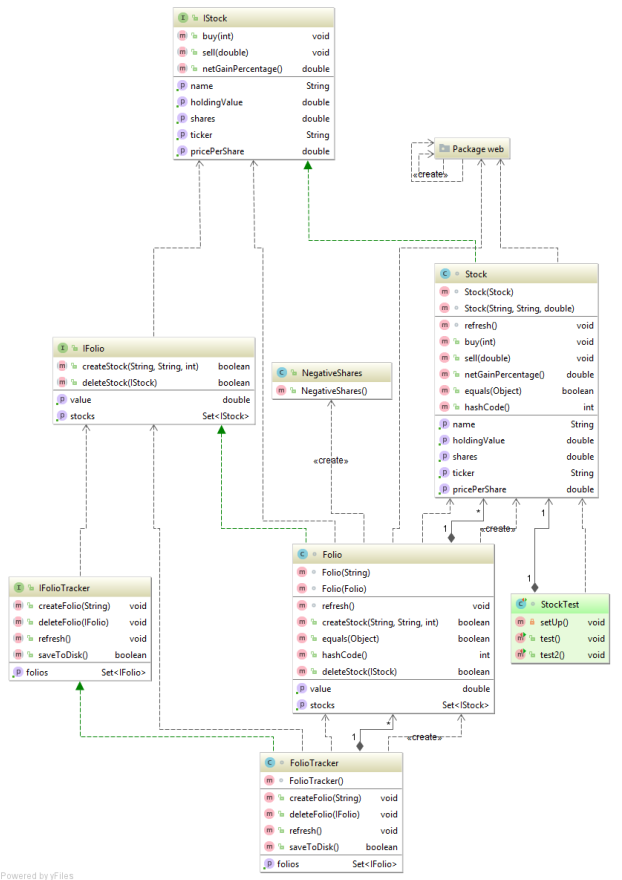 IStock
buy(int) void
sell(double) void
netGainPercentage() double
name String
holdingValue double
shares double
ticker String
pricePerShare double
Package web
«create»
Stock
Stock(Stock)
Stock(String, String, double)
refresh() void
buy(int) void
sell(double) void
netGainPercentage() double
equals(Object) boolean
hashCode() int
name String
holdingValue double
shares double
ticker String
pricePerShare double
IFolio
createStock(String, String, int) boolean
deleteStock(IStock) boolean
value double
stocks Set<IStock>
NegativeShares
NegativeShares()
«create»
* 1
1 «create»
Folio
Folio(String)
Folio(Folio)
refresh() void
createStock(String, String, int) boolean
equals(Object) boolean
hashCode() int
deleteStock(IStock) boolean
value double
stocks Set<IStock>
1
StockTest
setUp() void
test() void
test2() void
IFolioTracker
createFolio(String) void
deleteFolio(IFolio) void
refresh() void
saveToDisk() boolean
folios Set<IFolio>
*
1 «create»
FolioTracker
FolioTracker()
createFolio(String) void
deleteFolio(IFolio) void
refresh() void
saveToDisk() boolean
folios Set<IFolio>
Powered by yFiles